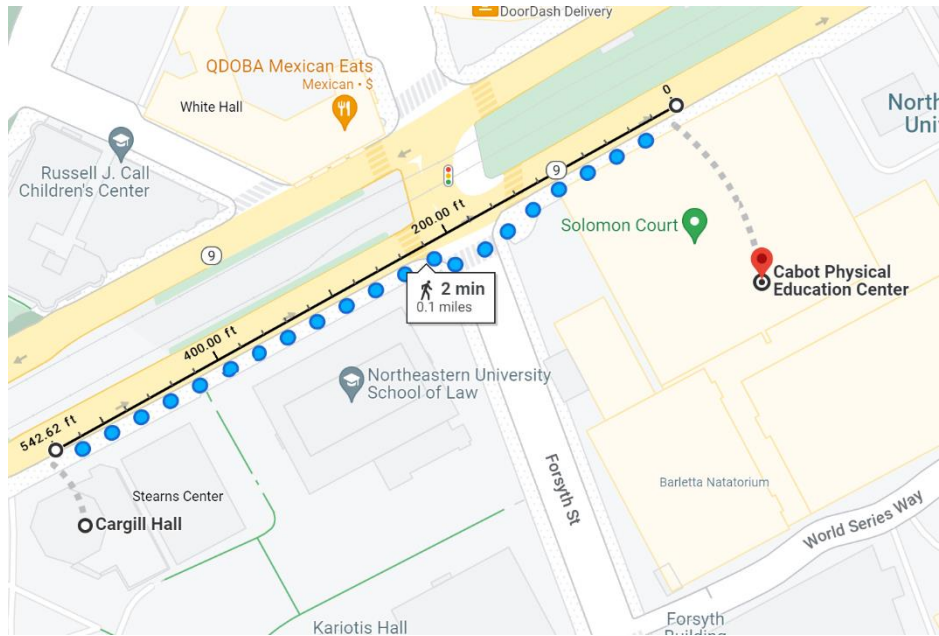 DoorDash Delivery
QDOBA Mexican Eats
Mexican • $
White Hall
Russell J. Call
Children's Center
0
9
200.00 ft
Solomon Court
9
Cabot Physical
Education Center
2 min
0.1 miles
400.00 ft
Northeastern University
School of Law
542.62 ft
Stearns Center
Cargill Hall
Forsyth St
Barletta Natatorium
World Series Way
Kariotis Hall
Forsyth
Building
North
Uni